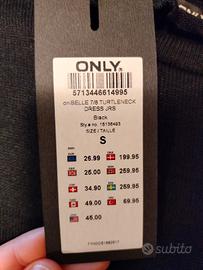 ONLY.
5713446614995
onlBELLE 7/8 TURTLENECK
DRESS JRS
Black
Style no. 15136493
SIZE / TAILLE
S
26.99 199.95
25.00 259.95
34.90 259.95
49.00 69.95
45.00
subito